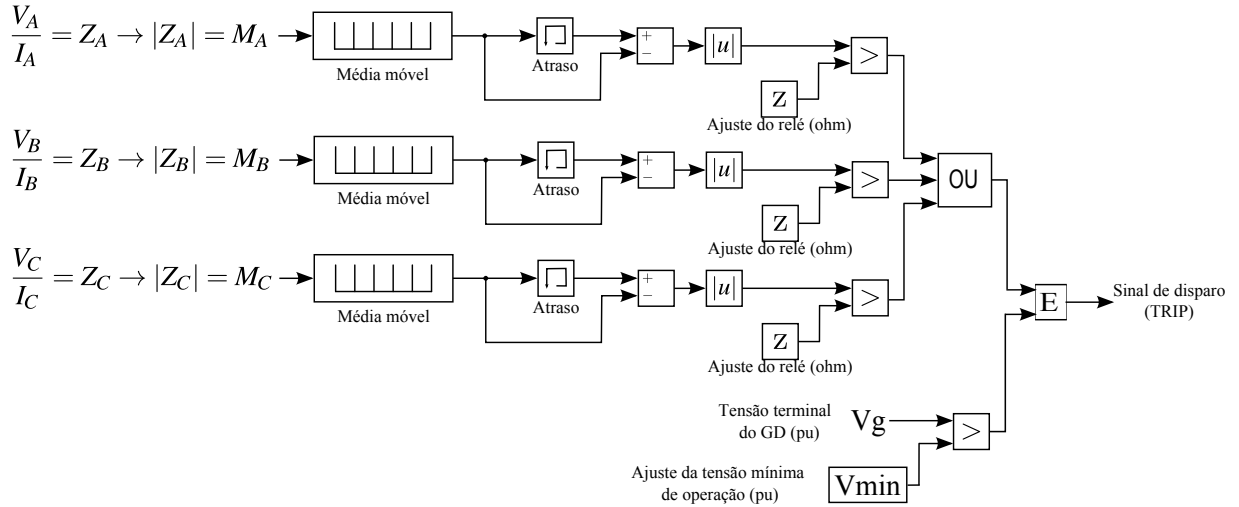 V_A/I_A = Z_A → |Z_A| = M_A
Média móvel
Atraso
+
−
|u|
>
Z
Ajuste do relé (ohm)
V_B/I_B = Z_B → |Z_B| = M_B
Média móvel
Atraso
+
−
|u|
>
Z
Ajuste do relé (ohm)
OU
V_C/I_C = Z_C → |Z_C| = M_C
Média móvel
Atraso
+
−
|u|
>
Z
Ajuste do relé (ohm)
E
Sinal de disparo
(TRIP)
Tensão terminal
do GD (pu)
Vg
>
Ajuste da tensão mínima
de operação (pu)
Vmin